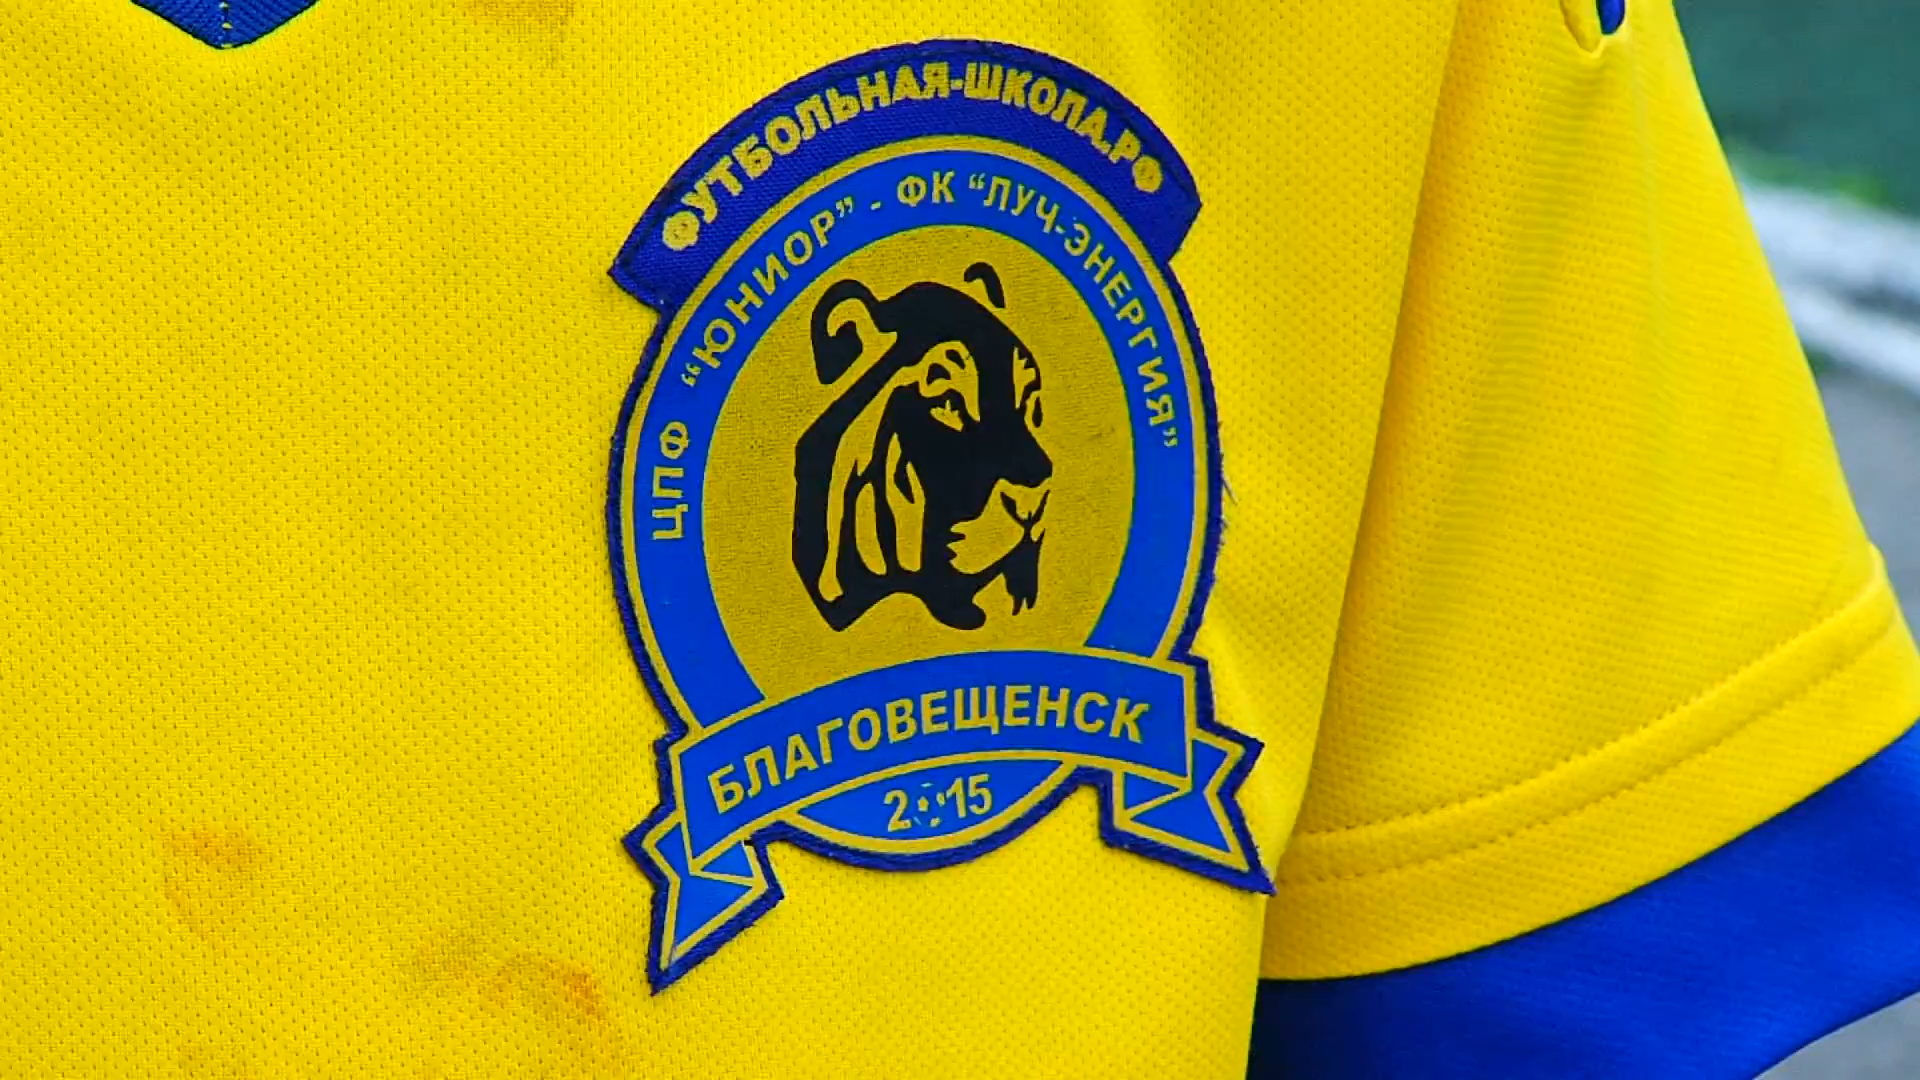 ФУТБОЛЬНАЯ-ШКОЛА.РФ
ЦПФ "ЮНИОР" - ФК "ЛУЧ-ЭНЕРГИЯ"
БЛАГОВЕЩЕНСК
2015